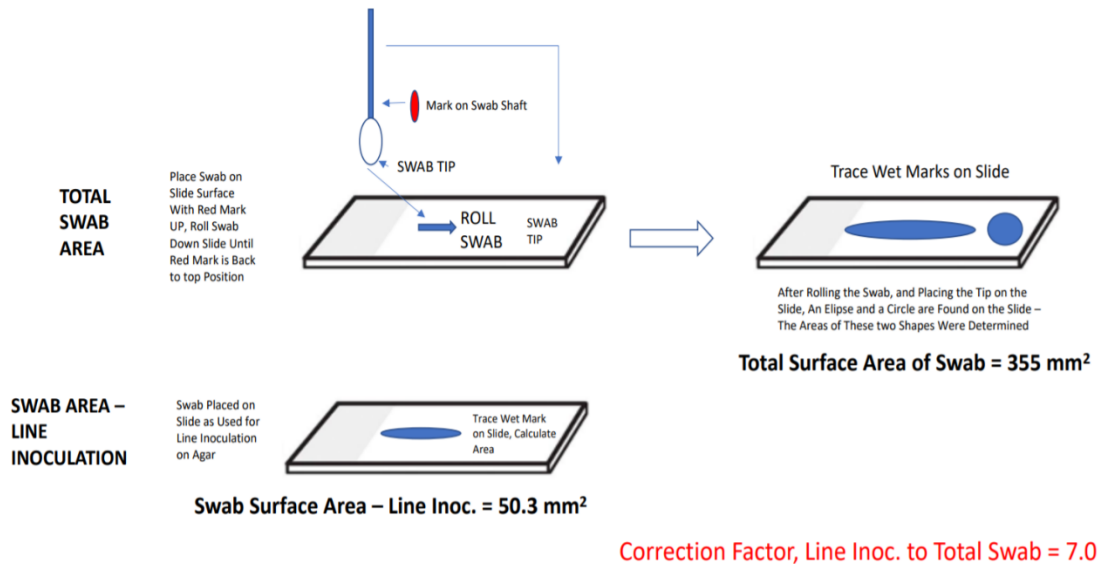 Mark on Swab Shaft
SWAB TIP
TOTAL
SWAB
AREA
Place Swab on
Slide Surface
With Red Mark
UP, Roll Swab
Down Slide Until
Red Mark is Back
to top Position
ROLL
SWAB
SWAB
TIP
Trace Wet Marks on Slide
After Rolling the Swab, and Placing the Tip on the
Slide, An Elipse and a Circle are Found on the Slide –
The Areas of These two Shapes Were Determined
Total Surface Area of Swab = 355 mm²
SWAB AREA –
LINE
INOCULATION
Swab Placed on
Slide as Used for
Line Inoculation
on Agar
Trace Wet Mark
on Slide, Calculate
Area
Swab Surface Area – Line Inoc. = 50.3 mm²
Correction Factor, Line Inoc. to Total Swab = 7.0